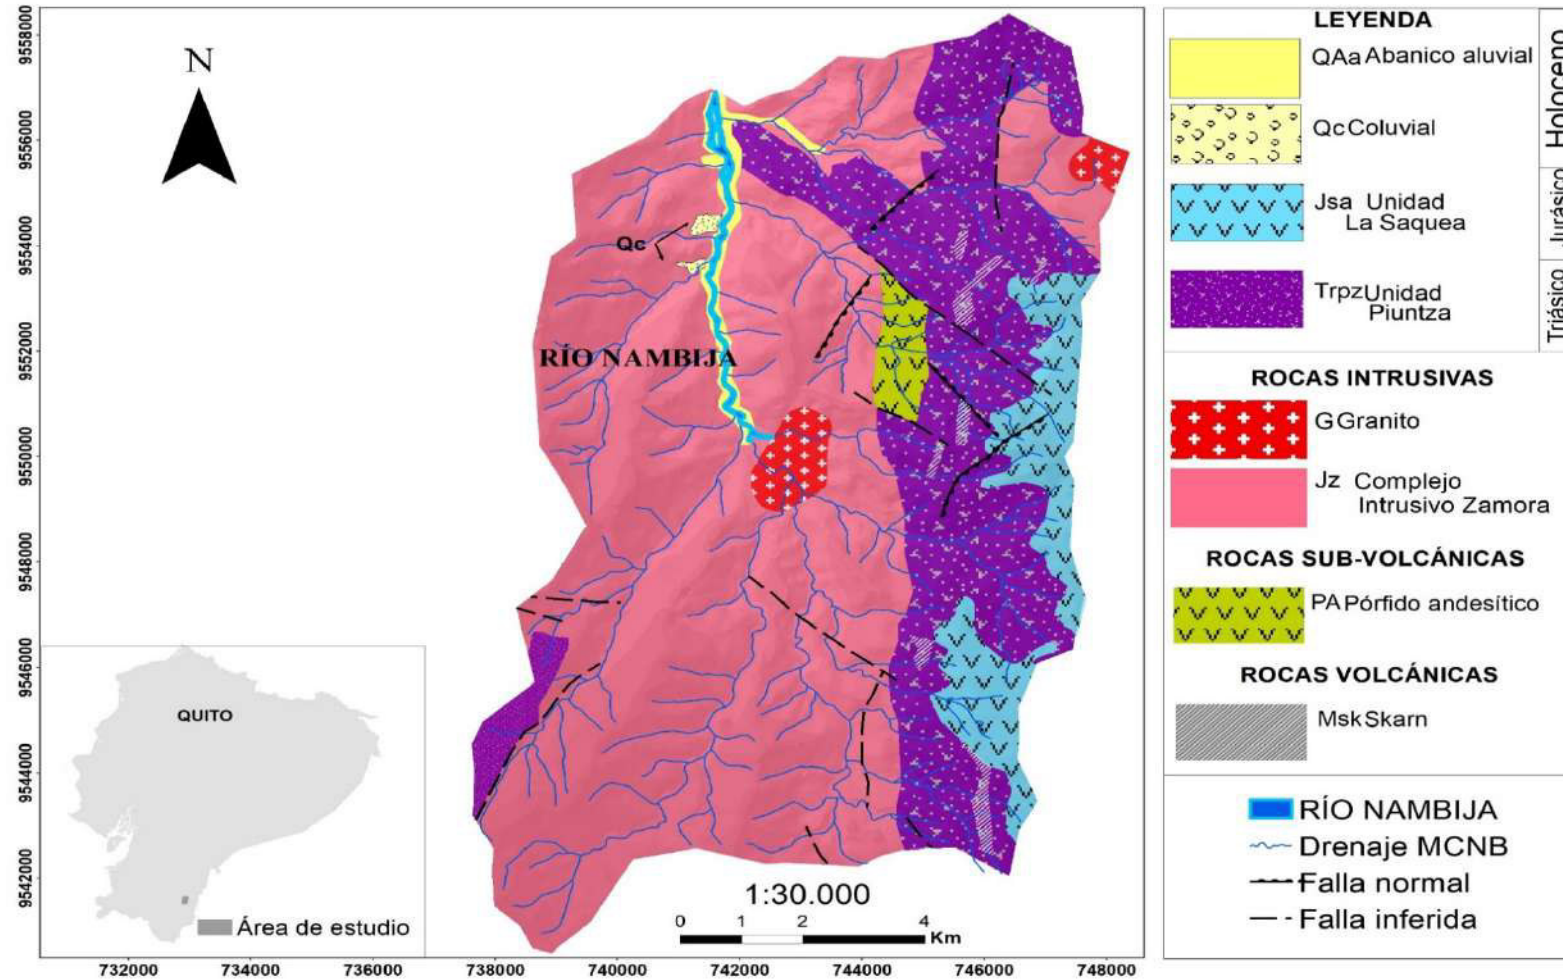 N
Qc
RÍO NAMBIJA
QUITO
Área de estudio
1:30.000
0 1 2 4
Km
9558000
9556000
9554000
9552000
9550000
9548000
9546000
9544000
9542000
732000 734000 736000 738000 740000 742000 744000 746000 748000
LEYENDA
QAa Abanico aluvial
Qc Coluvial
Holoceno
Jsa Unidad
La Saquea
Jurásico
Trpz Unidad
Piuntza
Triásico
ROCAS INTRUSIVAS
G Granito
Jz Complejo
Intrusivo Zamora
ROCAS SUB-VOLCÁNICAS
PA Pórfido andesítico
ROCAS VOLCÁNICAS
Msk Skarn
RÍO NAMBIJA
Drenaje MCNB
Falla normal
Falla inferida